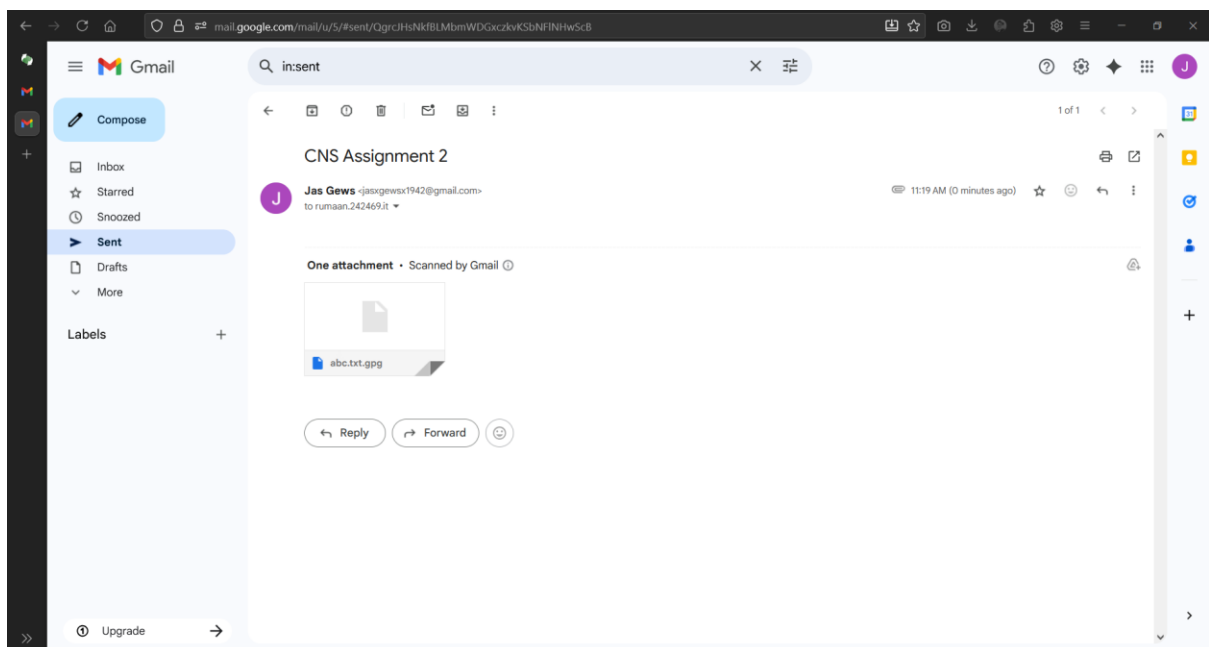 mail.google.com/mail/u/5/#sent/QgrcJHsNkfBLMbmWDGxczkvKSbNFlNHwScB
Gmail
in:sent
J
Compose
1 of 1
31
Inbox
Starred
Snoozed
Sent
Drafts
More
Labels
CNS Assignment 2
J
Jas Gews <jasxgewsx1942@gmail.com>
11:19 AM (0 minutes ago)
to rumaan.242469.it
One attachment • Scanned by Gmail
abc.txt.gpg
Reply
Forward
Upgrade